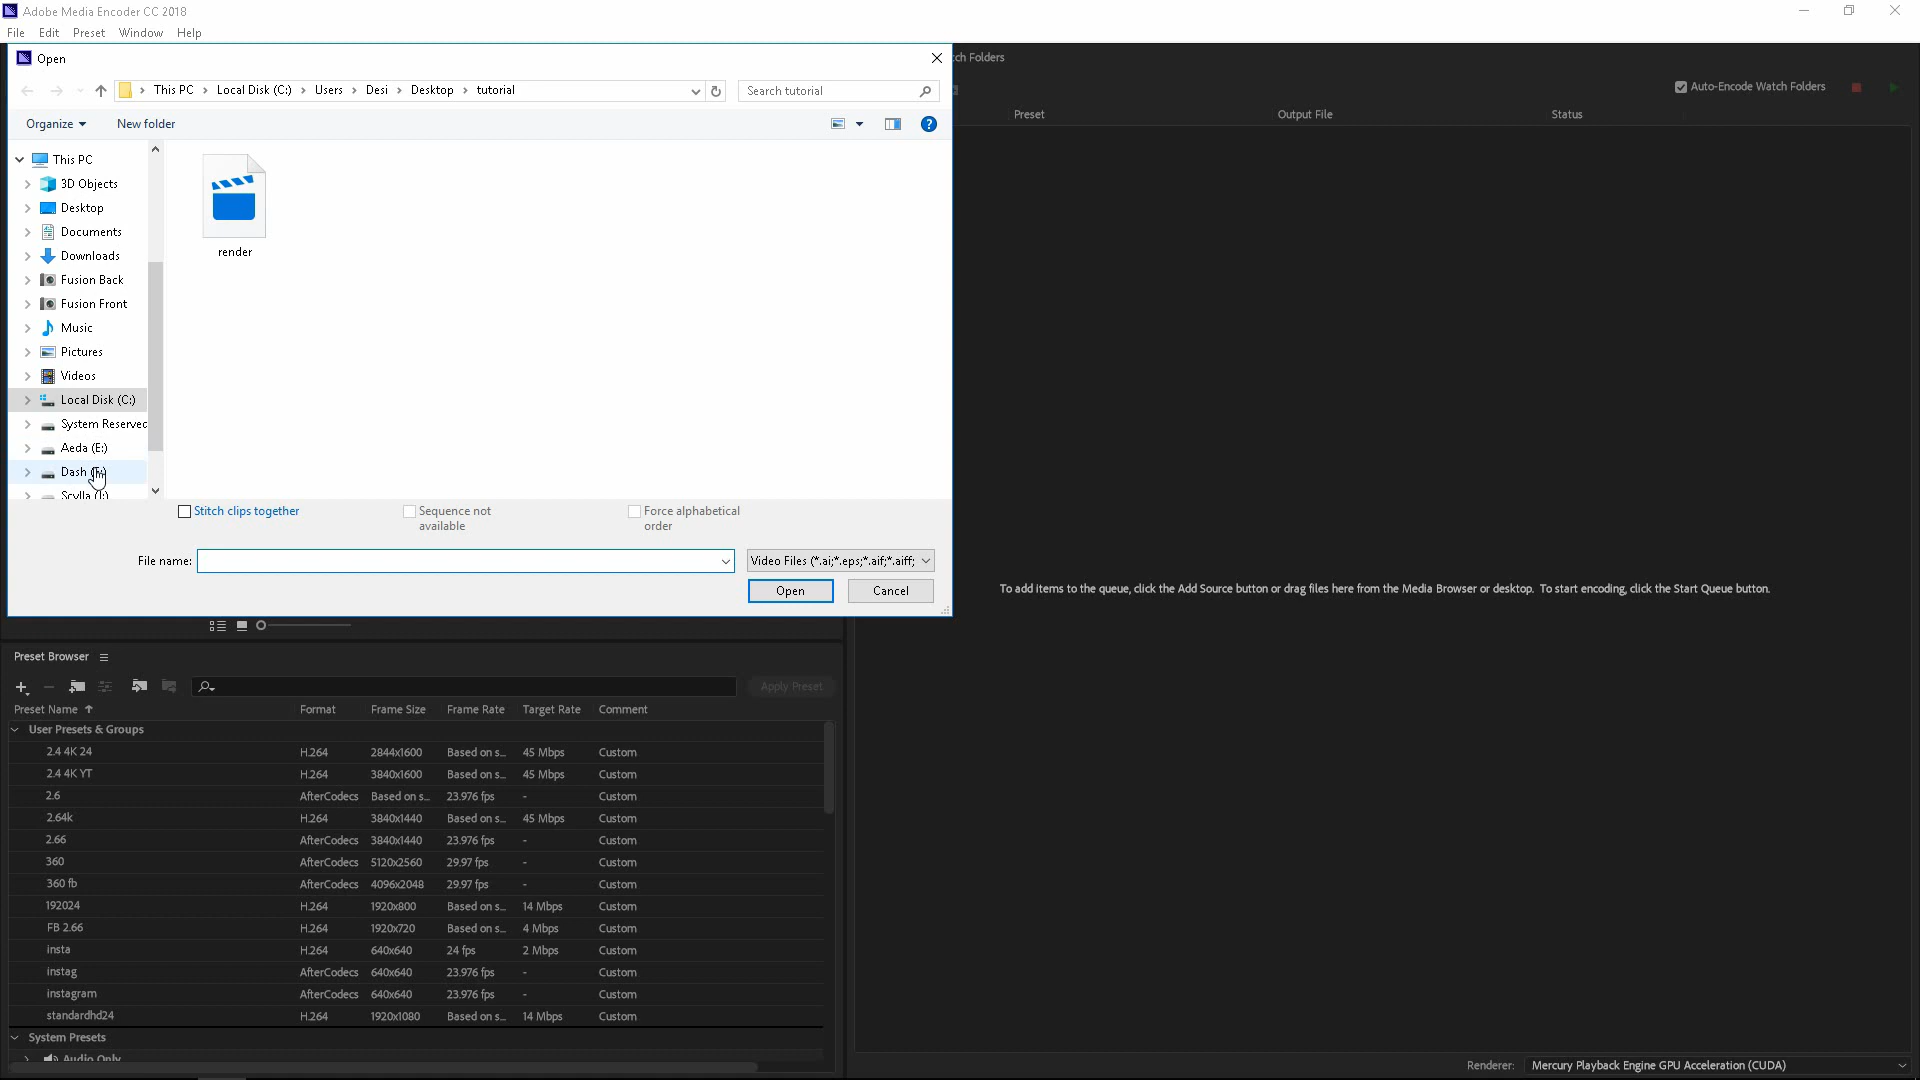 Adobe Media Encoder CC 2018
File Edit Preset Window Help
Open
ch Folders
This PC Local Disk (C:) Users Desi Desktop tutorial
Search tutorial
Auto-Encode Watch Folders
Organize New folder
Preset Output File Status
This PC
3D Objects
Desktop
Documents
Downloads
Fusion Back
Fusion Front
Music
Pictures
Videos
Local Disk (C:)
System Reserved
Aeda (E:)
Dash
Scylla (I:)
render
Stitch clips together
Sequence not available
Force alphabetical order
File name:
Video Files (*.ai;*.eps;*.aif;*.aiff;
Open Cancel
To add items to the queue, click the Add Source button or drag files here from the Media Browser or desktop. To start encoding, click the Start Queue button.
Preset Browser
Apply Preset
Preset Name Format Frame Size Frame Rate Target Rate Comment
User Presets & Groups
2.4 4K 24 H.264 2844x1600 Based on s... 45 Mbps Custom
2.4 4K YT H.264 3840x1600 Based on s... 45 Mbps Custom
2.6 AfterCodecs Based on s... 23.976 fps - Custom
2.64k H.264 3840x1440 Based on s... 45 Mbps Custom
2.66 AfterCodecs 3840x1440 23.976 fps - Custom
360 AfterCodecs 5120x2560 29.97 fps - Custom
360 fb AfterCodecs 4096x2048 29.97 fps - Custom
192024 H.264 1920x800 Based on s... 14 Mbps Custom
FB 2.66 H.264 1920x720 Based on s... 4 Mbps Custom
insta H.264 640x640 24 fps 2 Mbps Custom
instag AfterCodecs 640x640 23.976 fps - Custom
instagram AfterCodecs 640x640 23.976 fps - Custom
standardhd24 H.264 1920x1080 Based on s... 14 Mbps Custom
System Presets
Audio Only
Renderer: Mercury Playback Engine GPU Acceleration (CUDA)